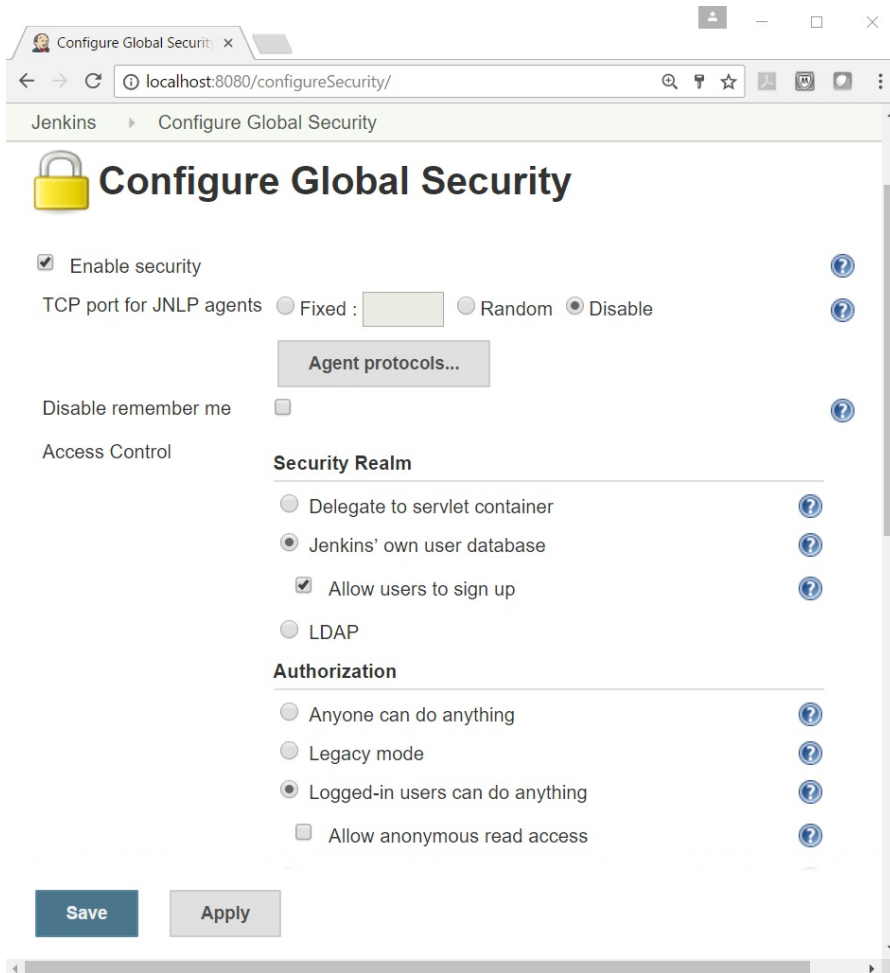 Configure Global Securit
localhost:8080/configureSecurity/
Jenkins Configure Global Security
Configure Global Security
Enable security
TCP port for JNLP agents Fixed : Random Disable
Agent protocols...
Disable remember me
Access Control
Security Realm
Delegate to servlet container
Jenkins' own user database
Allow users to sign up
LDAP
Authorization
Anyone can do anything
Legacy mode
Logged-in users can do anything
Allow anonymous read access
Save Apply